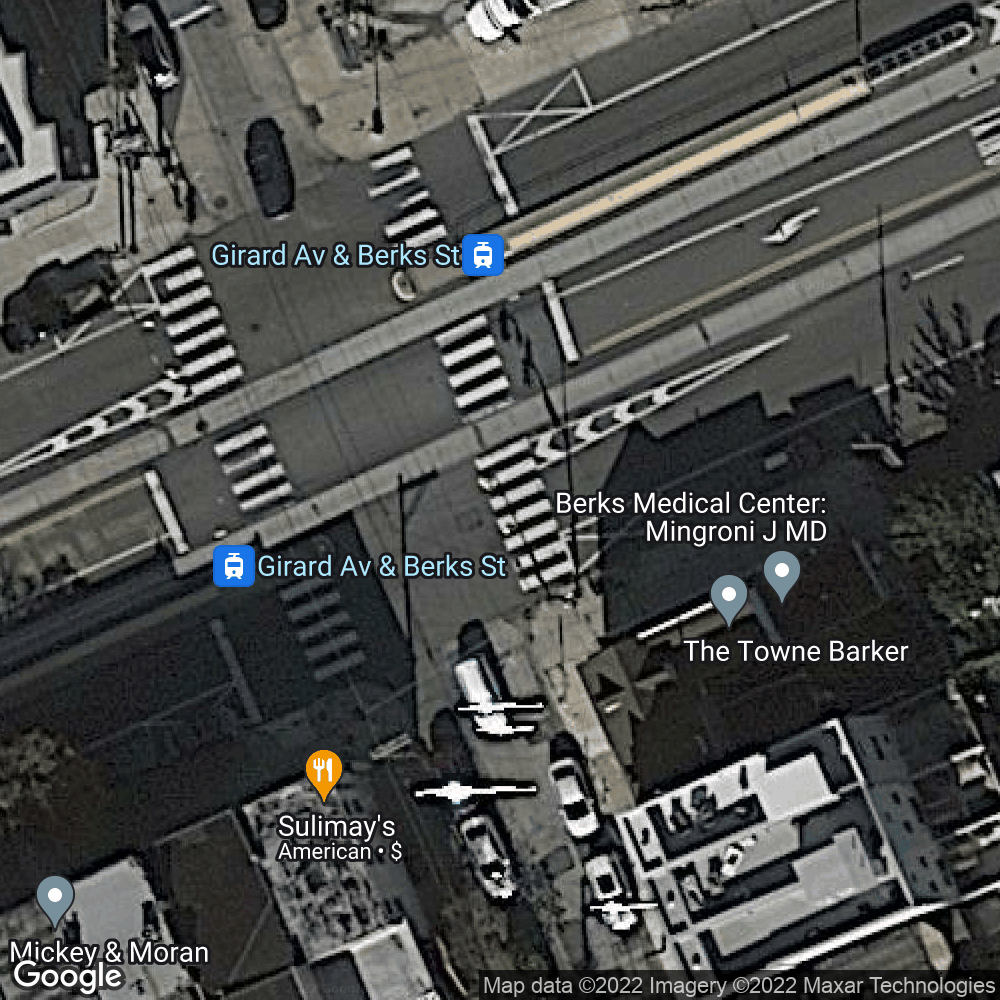 Girard Av & Berks St
Berks Medical Center:
Mingroni J MD
Girard Av & Berks St
The Towne Barker
Sulimay's
American • $
Mickey & Moran
Google
Map data ©2022 Imagery ©2022 Maxar Technologies